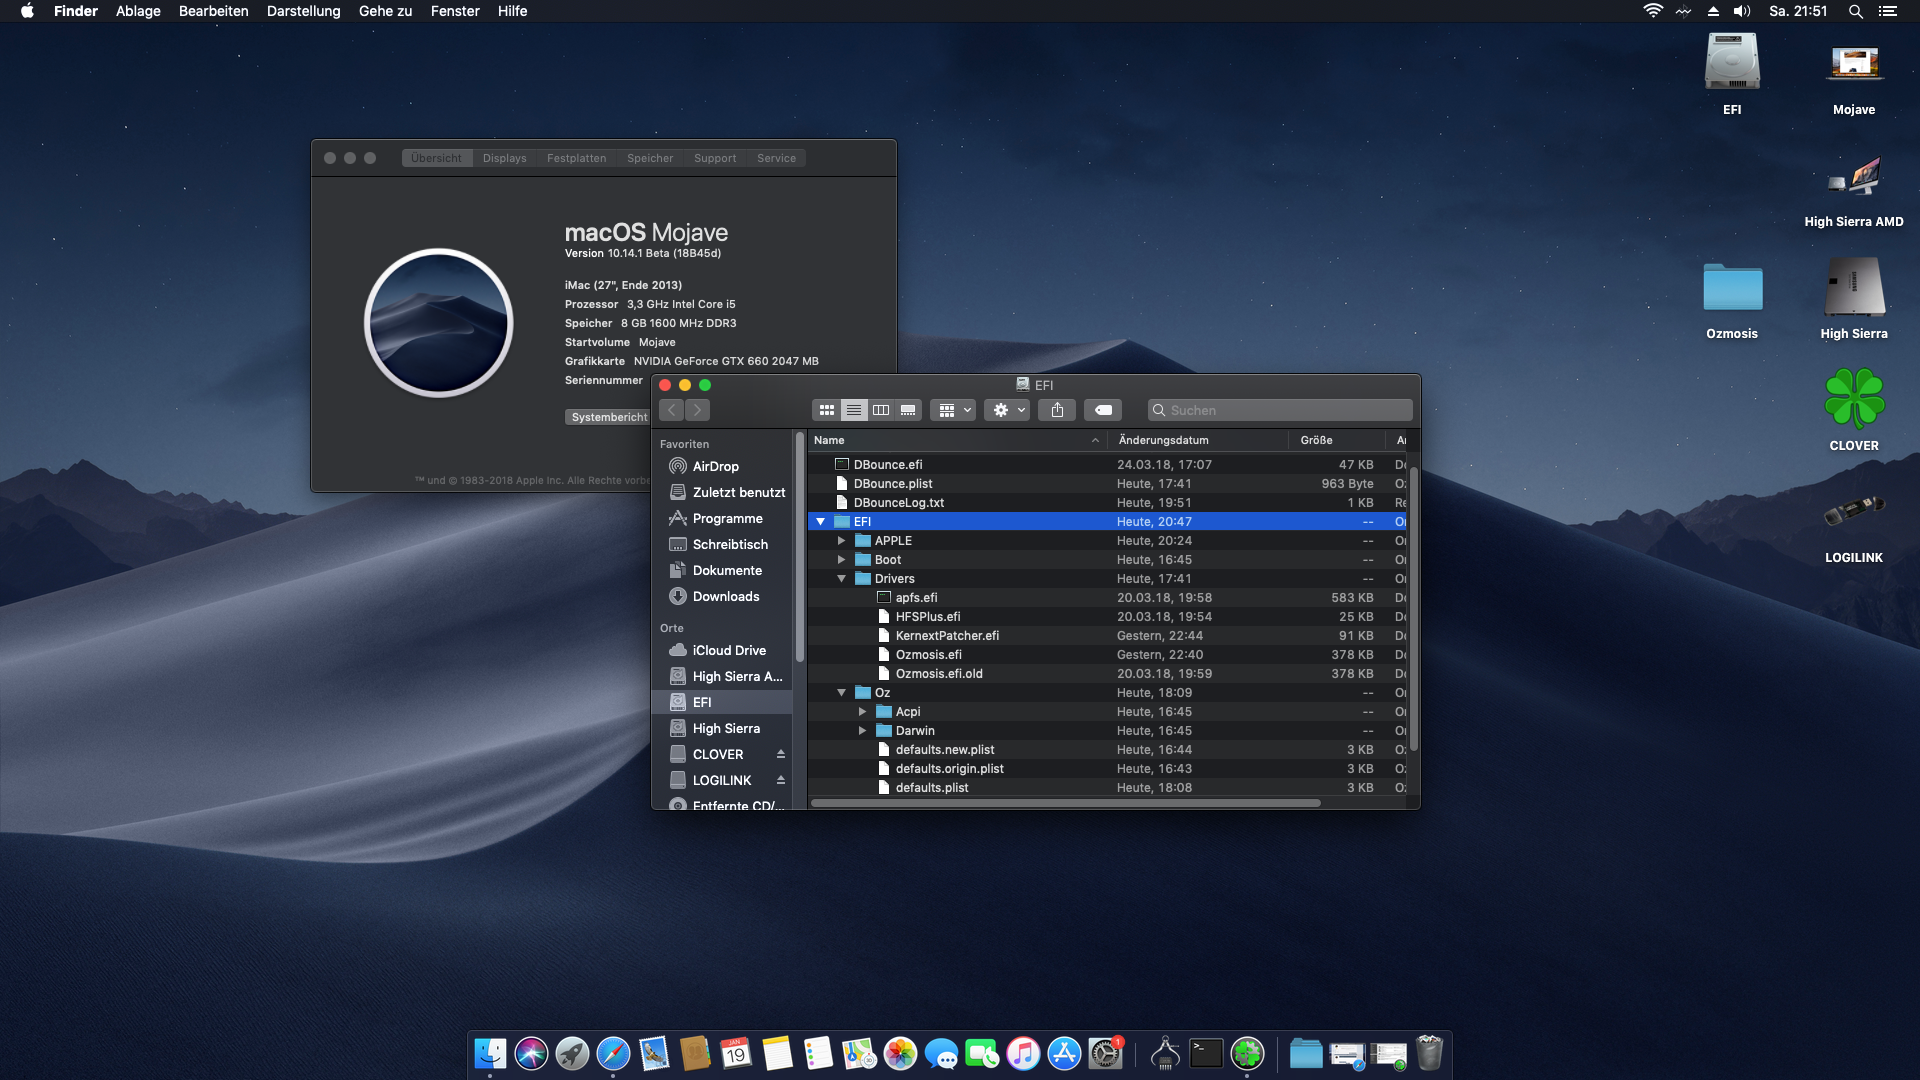 Finder Ablage Bearbeiten Darstellung Gehe zu Fenster Hilfe
Sa. 21:51
EFI
Mojave
High Sierra AMD
Ozmosis
High Sierra
CLOVER
LOGILINK
Übersicht Displays Festplatten Speicher Support Service
macOS Mojave
Version 10.14.1 Beta (18B45d)
iMac (27", Ende 2013)
Prozessor 3,3 GHz Intel Core i5
Speicher 8 GB 1600 MHz DDR3
Startvolume Mojave
Grafikkarte NVIDIA GeForce GTX 660 2047 MB
Seriennummer
Systembericht
™ und © 1983-2018 Apple Inc. Alle Rechte vorbe
EFI
Suchen
Favoriten
AirDrop
Zuletzt benutzt
Programme
Schreibtisch
Dokumente
Downloads
Orte
iCloud Drive
High Sierra A...
EFI
High Sierra
CLOVER
LOGILINK
Entfernte CD/...
Name Änderungsdatum Größe
DBounce.efi 24.03.18, 17:07 47 KB
DBounce.plist Heute, 17:41 963 Byte
DBounceLog.txt Heute, 19:51 1 KB
EFI Heute, 20:47 --
APPLE Heute, 20:24 --
Boot Heute, 16:45 --
Drivers Heute, 17:41 --
apfs.efi 20.03.18, 19:58 583 KB
HFSPlus.efi 20.03.18, 19:54 25 KB
KernextPatcher.efi Gestern, 22:44 91 KB
Ozmosis.efi Gestern, 22:40 378 KB
Ozmosis.efi.old 20.03.18, 19:59 378 KB
Oz Heute, 18:09 --
Acpi Heute, 16:45 --
Darwin Heute, 16:45 --
defaults.new.plist Heute, 16:44 3 KB
defaults.origin.plist Heute, 16:43 3 KB
defaults.plist Heute, 18:08 3 KB
JAN
19
1